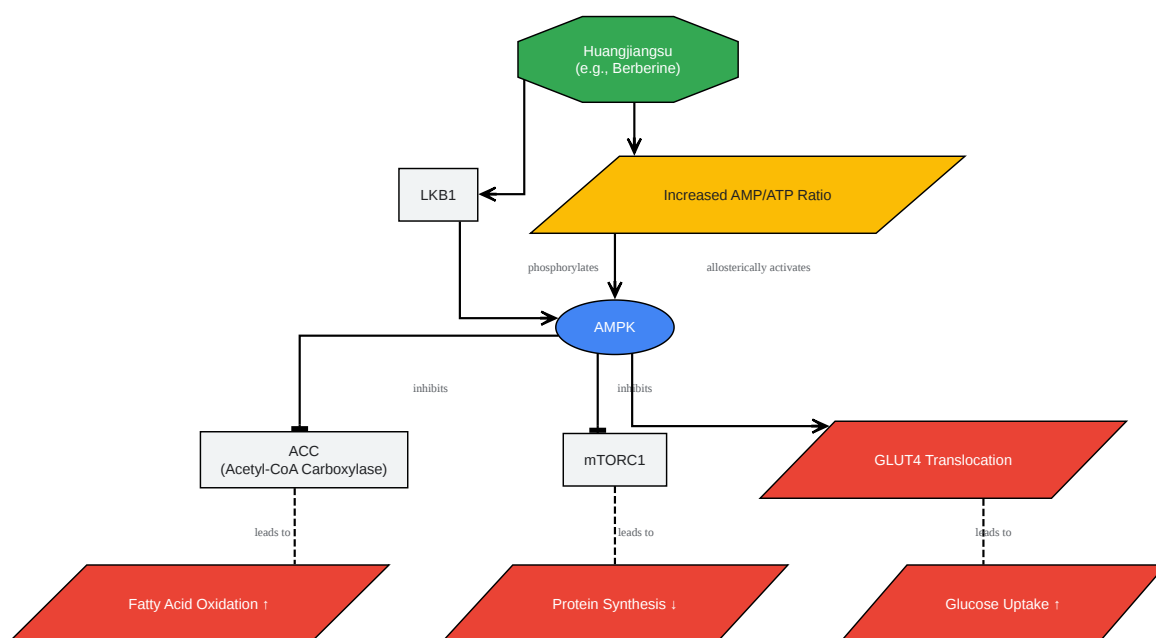 Huangjiangsu
(e.g., Berberine)
LKB1
Increased AMP/ATP Ratio
phosphorylates
allosterically activates
AMPK
inhibits
inhibits
ACC
(Acetyl-CoA Carboxylase)
mTORC1
GLUT4 Translocation
leads to
leads to
leads to
Fatty Acid Oxidation ↑
Protein Synthesis ↓
Glucose Uptake ↑